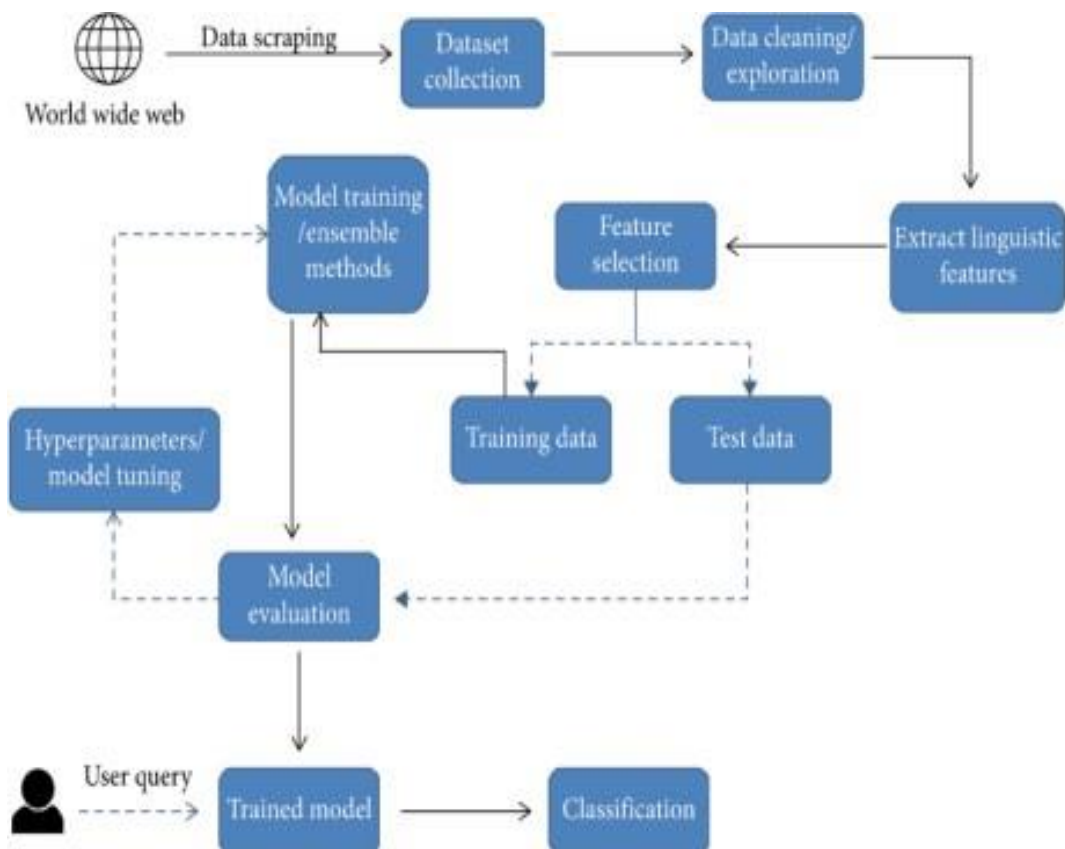 Data scraping
World wide web
Dataset
collection
Data cleaning/
exploration
Model training
/ensemble
methods
Feature
selection
Extract linguistic
features
Hyperparameters/
model tuning
Training data
Test data
Model
evaluation
User query
Trained model
Classification